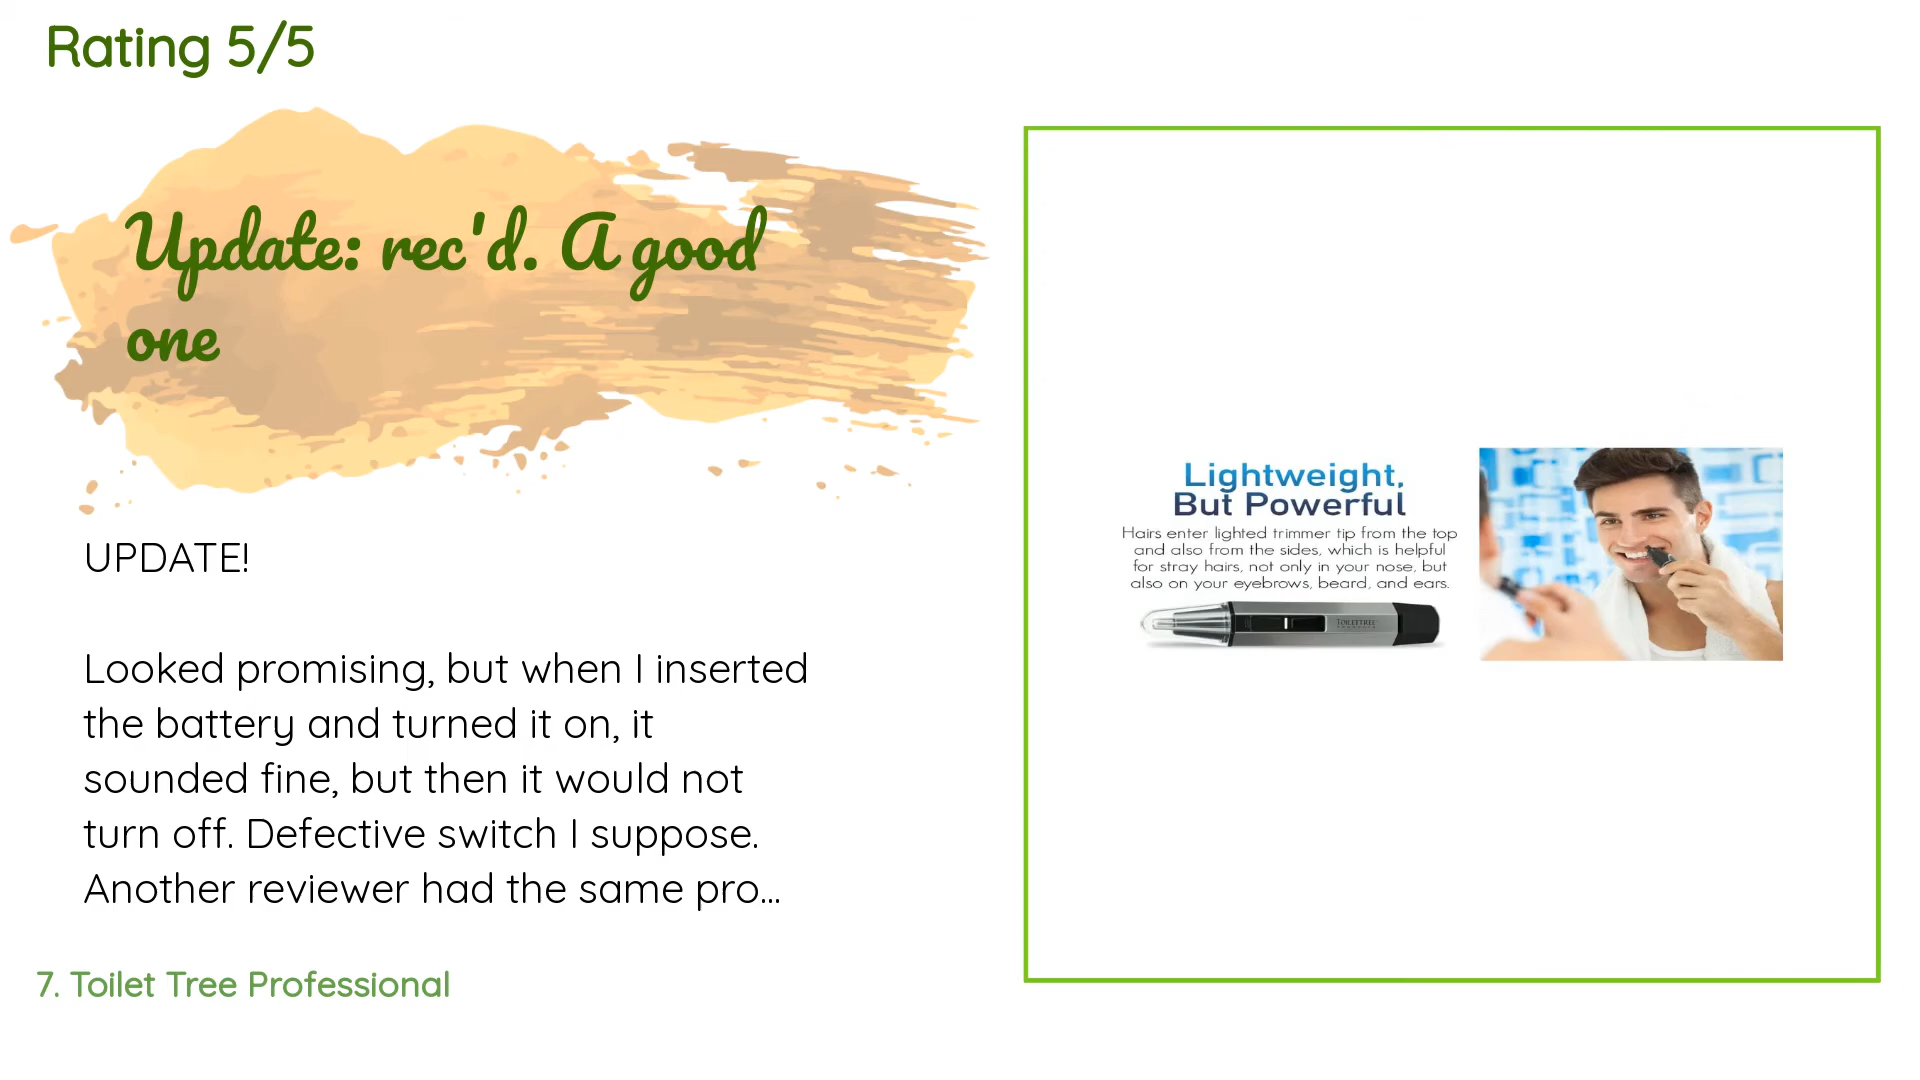 Rating 5/5
Update: rec'd. A good
one
UPDATE!
Looked promising, but when I inserted
the battery and turned it on, it
sounded fine, but then it would not
turn off. Defective switch I suppose.
Another reviewer had the same pro...
7. Toilet Tree Professional
Lightweight,
But Powerful
Hairs enter lighted trimmer tip from the top
and also from the sides, which is helpful
for stray hairs, not only in your nose, but
also on your eyebrows, beard, and ears.
TOILETTREE